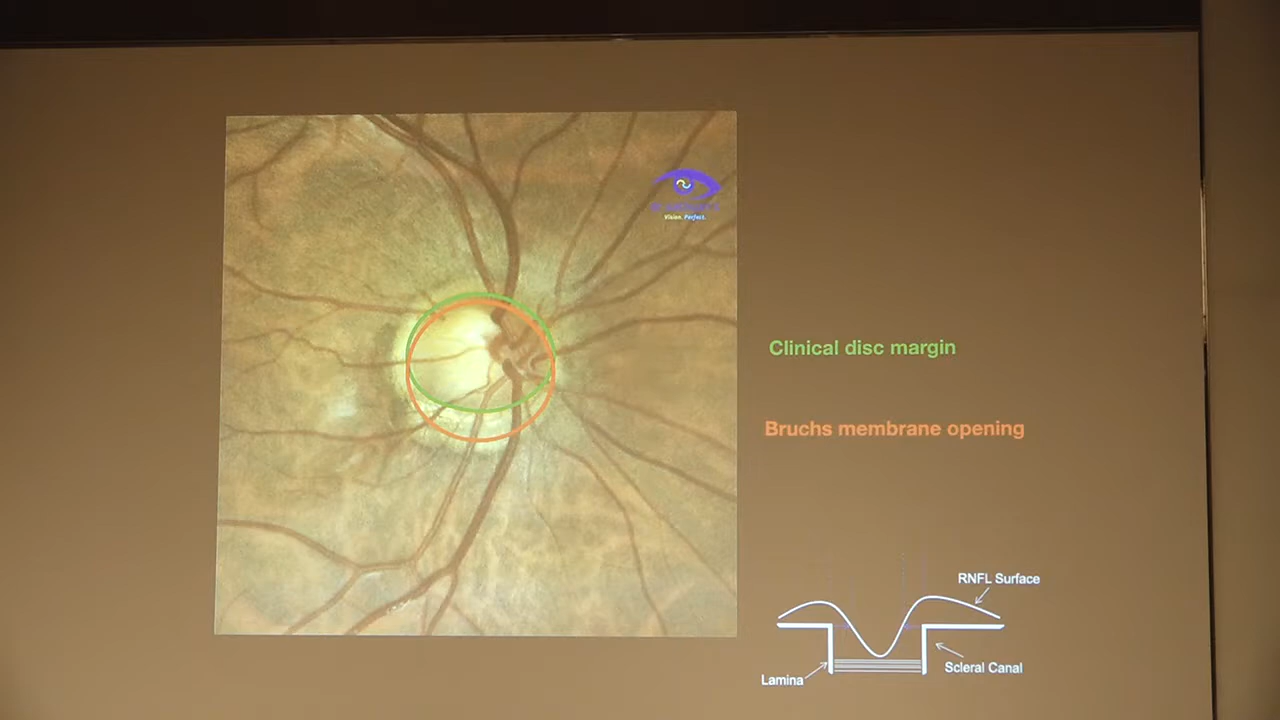 Vision. Perfect.
Clinical disc margin
Bruchs membrane opening
RNFL Surface
Scleral Canal
Lamina